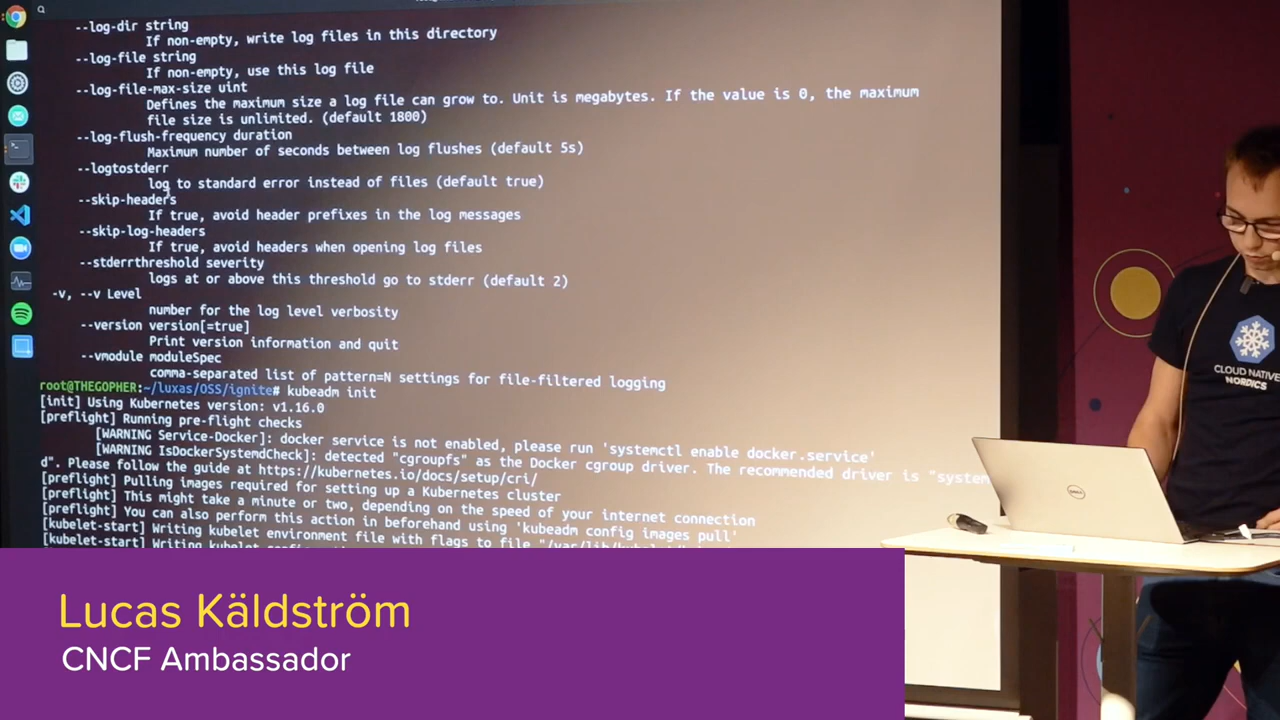 --log-dir string
If non-empty, write log files in this directory
--log-file string
If non-empty, use this log file
--log-file-max-size uint
Defines the maximum size a log file can grow to. Unit is megabytes. If the value is 0, the maximum
file size is unlimited. (default 1800)
--log-flush-frequency duration
Maximum number of seconds between log flushes (default 5s)
--logtostderr
log to standard error instead of files (default true)
--skip-headers
If true, avoid header prefixes in the log messages
--skip-log-headers
If true, avoid headers when opening log files
--stderrthreshold severity
logs at or above this threshold go to stderr (default 2)
-v, --v Level
number for the log level verbosity
--version version[=true]
Print version information and quit
--vmodule moduleSpec
comma-separated list of pattern=N settings for file-filtered logging
root@THEGOPHER:~/luxas/OSS/ignite# kubeadm init
[init] Using Kubernetes version: v1.16.0
[preflight] Running pre-flight checks
[WARNING Service-Docker]: docker service is not enabled, please run 'systemctl enable docker.service'
[WARNING IsDockerSystemdCheck]: detected "cgroupfs" as the Docker cgroup driver. The recommended driver is "system
d". Please follow the guide at https://kubernetes.io/docs/setup/cri/
[preflight] Pulling images required for setting up a Kubernetes cluster
[preflight] This might take a minute or two, depending on the speed of your internet connection
[preflight] You can also perform this action in beforehand using 'kubeadm config images pull'
[kubelet-start] Writing kubelet environment file with flags to file
[kubelet-start] Writing kubelet
CLOUD NATIVE
NORDICS
DELL
Lucas Käldström
CNCF Ambassador